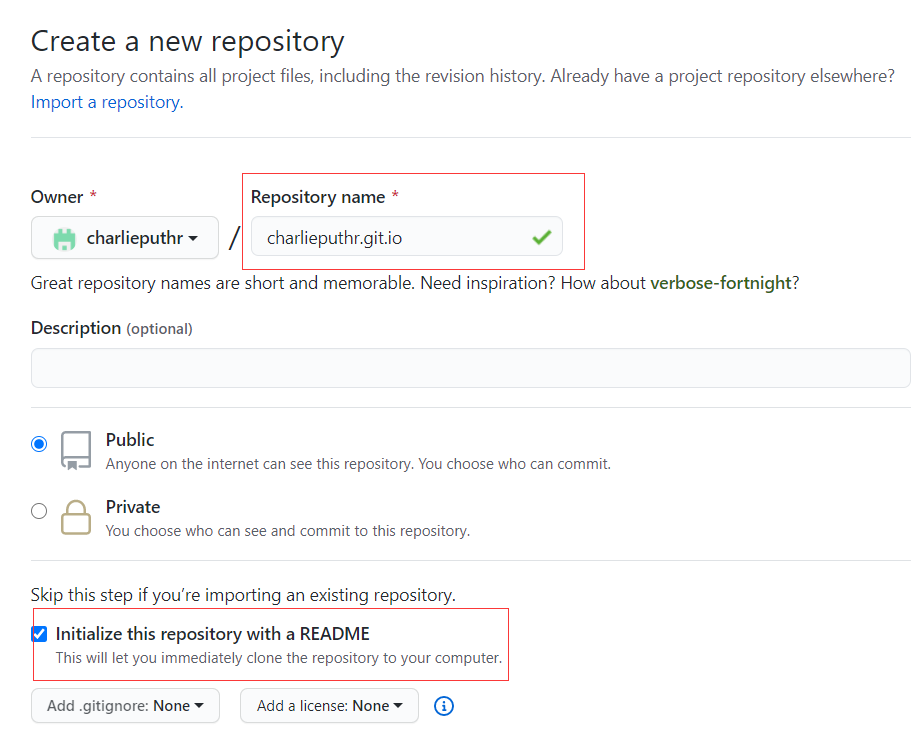 Create a new repository
A repository contains all project files, including the revision history. Already have a project repository elsewhere?
Import a repository.
Owner *
Repository name *
charlieputhr
/
charlieputhr.git.io
Great repository names are short and memorable. Need inspiration? How about verbose-fortnight?
Description (optional)
Public
Anyone on the internet can see this repository. You choose who can commit.
Private
You choose who can see and commit to this repository.
Skip this step if you’re importing an existing repository.
Initialize this repository with a README
This will let you immediately clone the repository to your computer.
Add .gitignore: None
Add a license: None